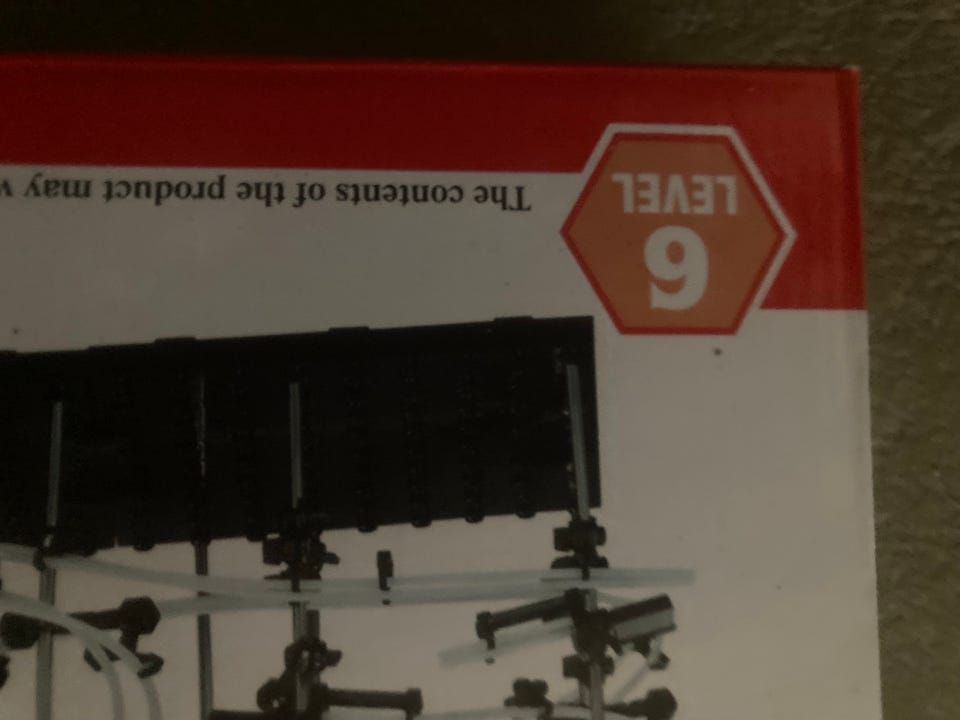 6
LEVEL
The contents of the product may